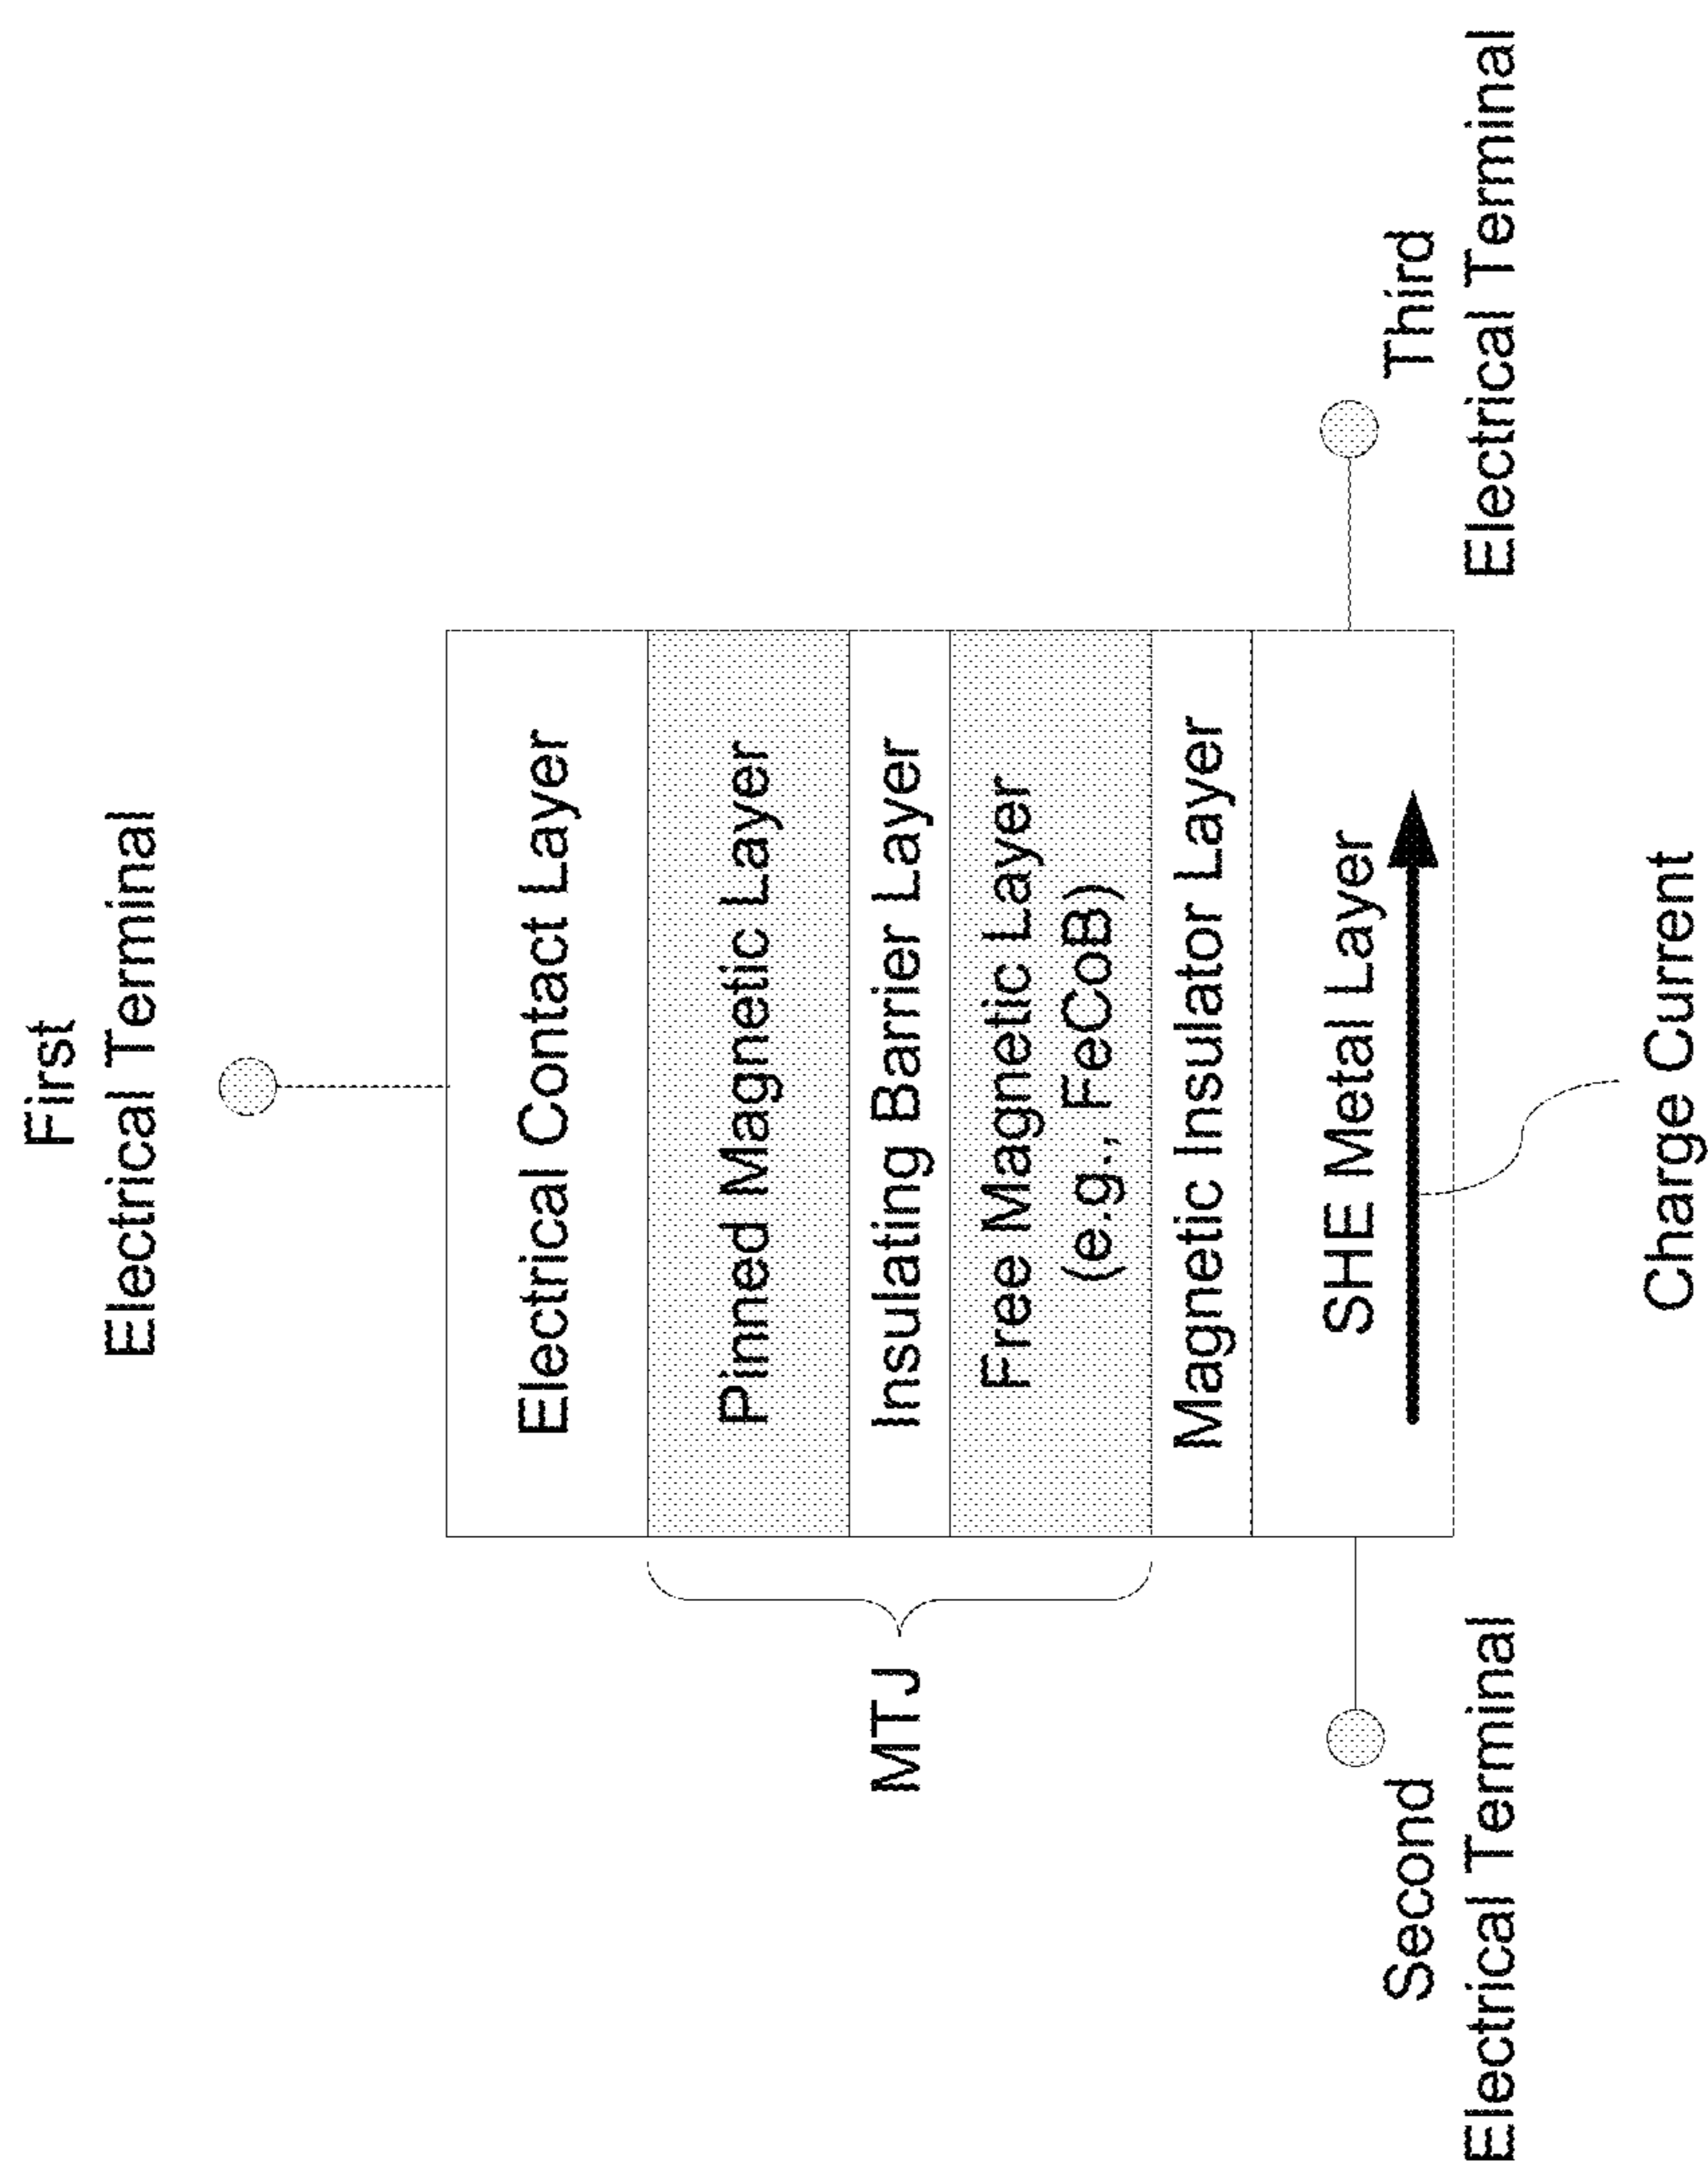 First
Electrical Terminal
Electrical Contact Layer
Pinned Magnetic Layer
Insulating Barrier Layer
Free Magnetic Layer
(e.g., FeCoB)
Magnetic Insulator Layer
SHE Metal Layer
MTJ
Second
Electrical Terminal
Third
Electrical Terminal
Charge Current